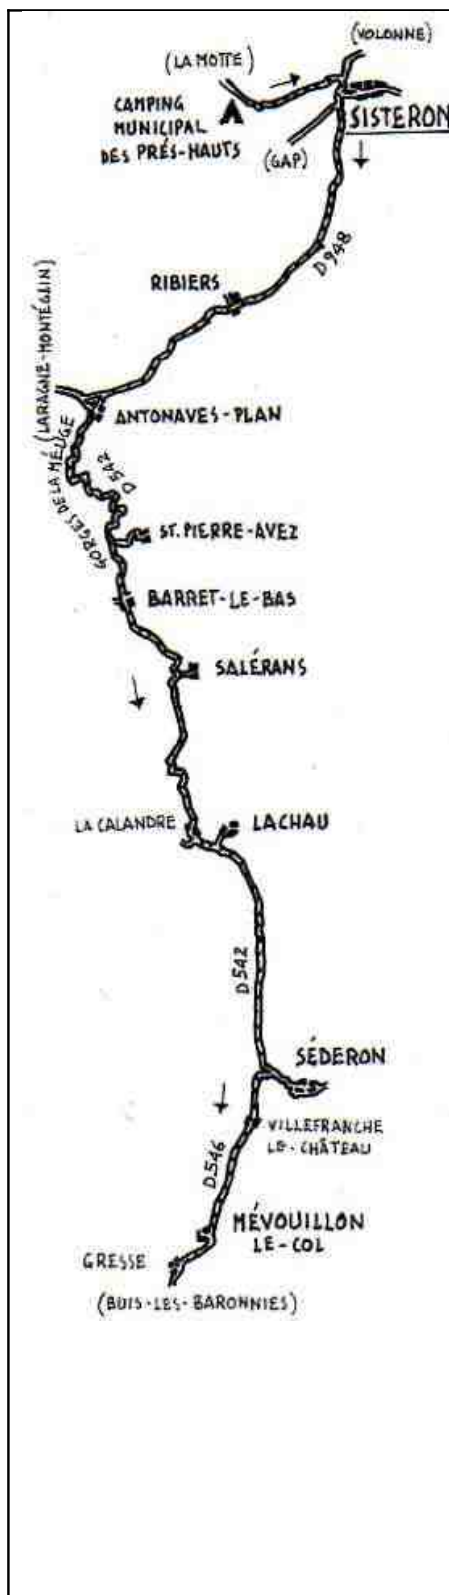 (VOLONNE)
(LA MOTTE)
CAMPING
MUNICIPAL
DES PRÉS-HAUTS
SISTERON
(GAP)
D948
RIBIERS
(LARAGNE-MONTÉGLIN)
ANTONAVES-PLAN
GORGES DE LA MÉUGE
D542
ST. PIERRE-AVEZ
BARRET-LE-BAS
SALÉRANS
LA CALANDRE
LACHAU
D542
SÉDERON
VILLEFRANCHE
LE-CHÂTEAU
D.546
MÉVOUILLON
LE-COL
GRESSE
(BUIS-LES-BARONNIES)